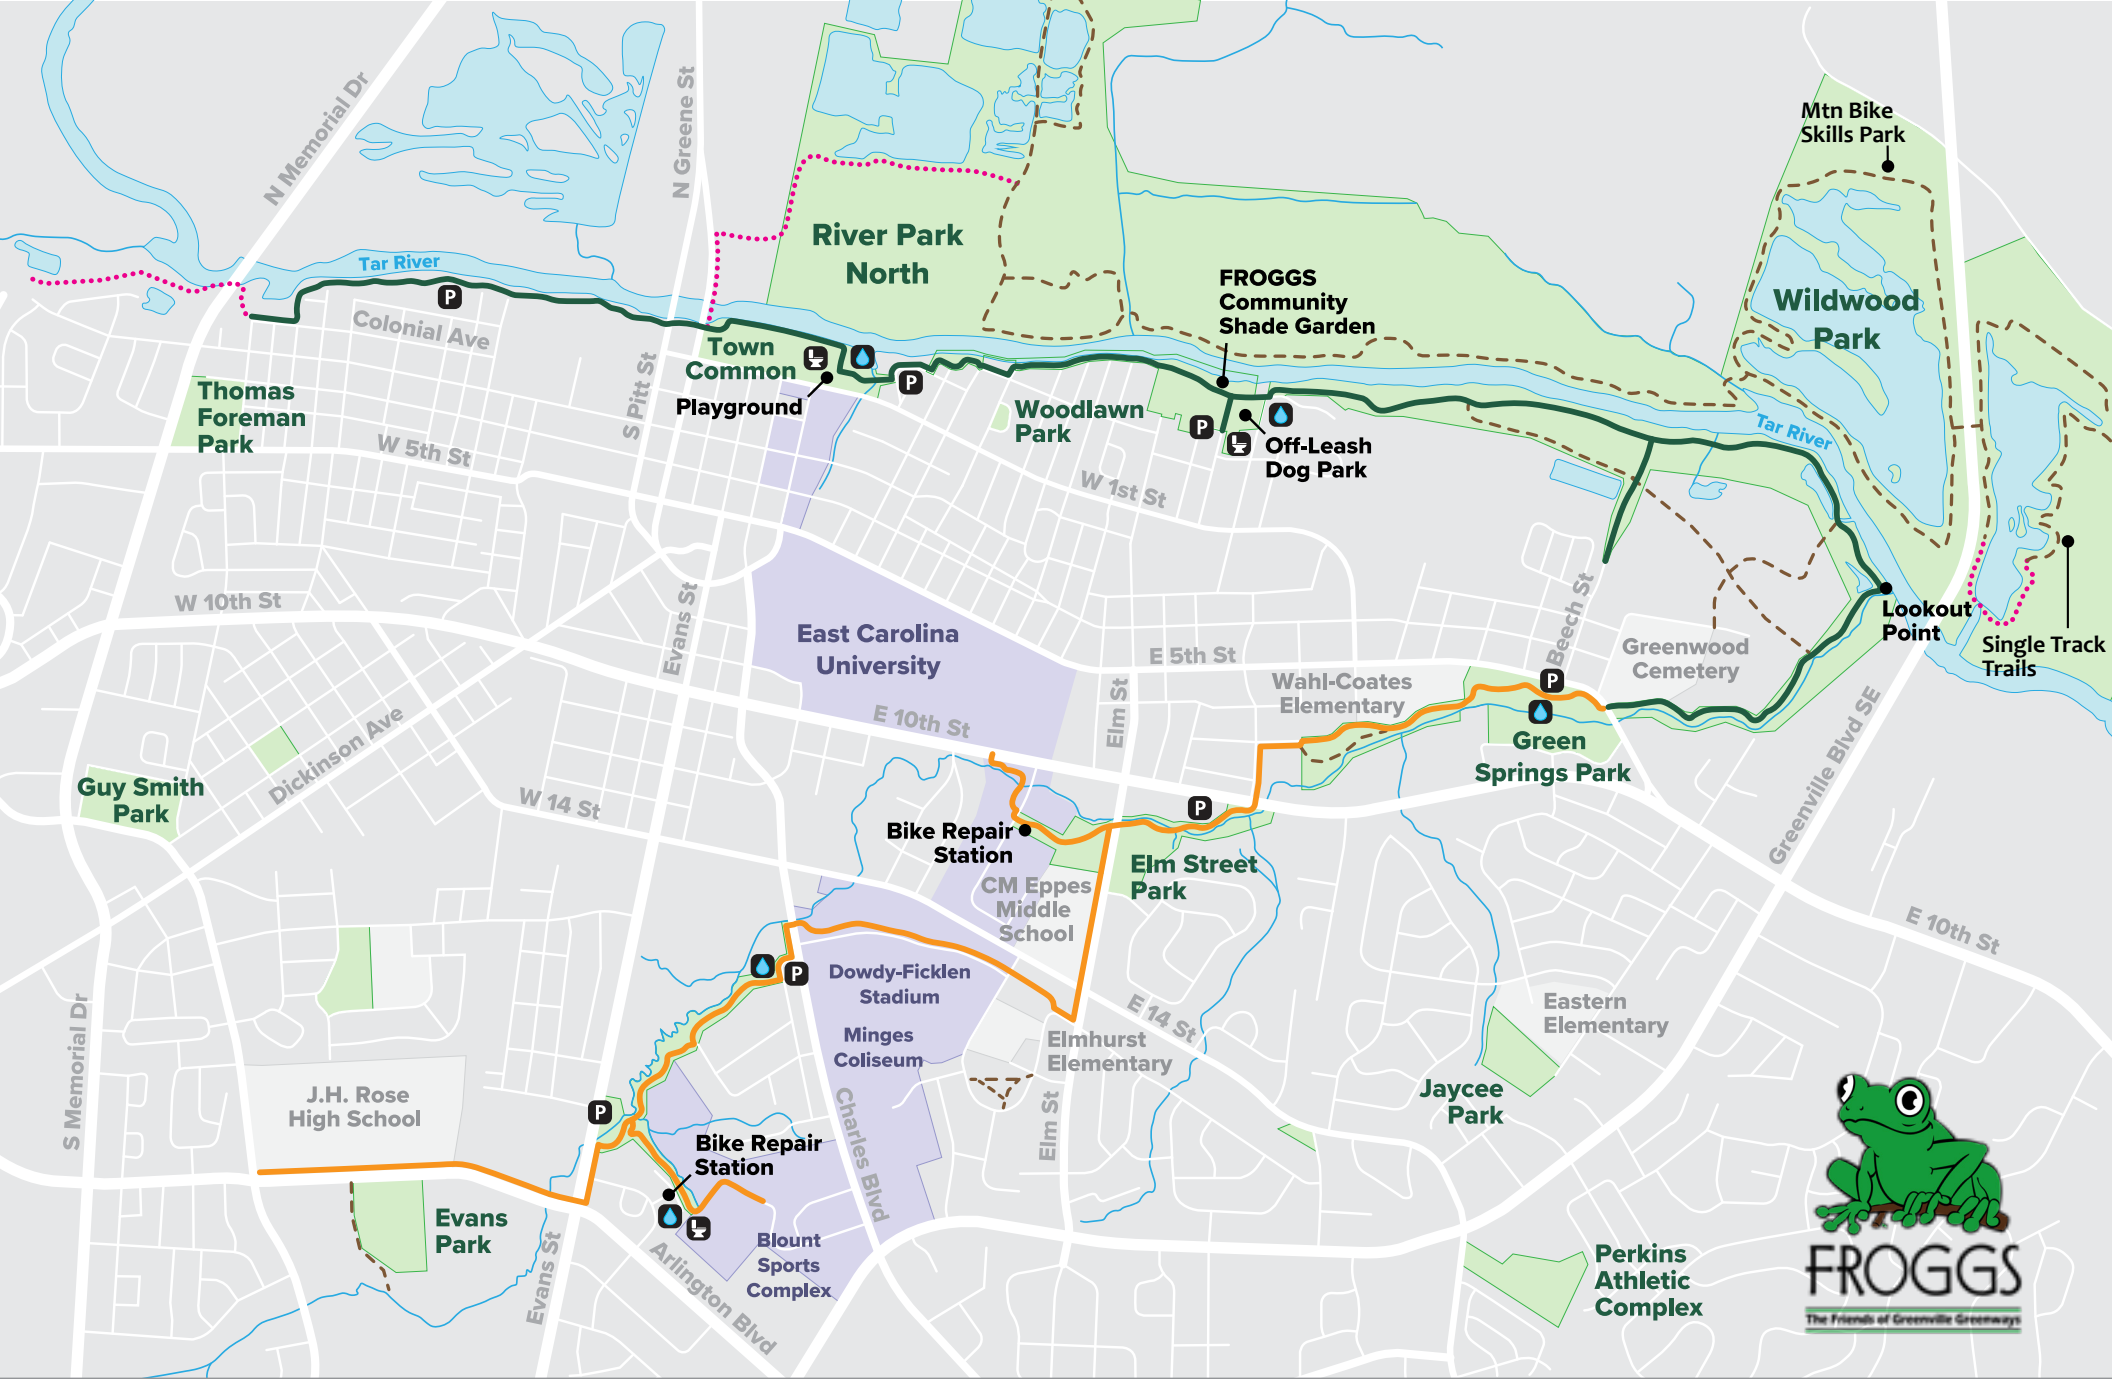 Mtn Bike
Skills Park
N Memorial Dr
N Greene St
River Park
North
Tar River
FROGGS
Community
Shade Garden
Wildwood
Park
P
Colonial Ave
Town
Common
Playground
P
S Pitt St
Thomas
Foreman
Park
W 5th St
Woodlawn
Park
P
Off-Leash
Dog Park
Tar River
W 1st St
W 10th St
Evans St
East Carolina
University
E 5th St
Beech St
Greenwood
Cemetery
Lookout
Point
Single Track
Trails
Wahl-Coates
Elementary
P
Elm St
E 10th St
Green
Springs Park
Greenville Blvd SE
Dickinson Ave
Guy Smith
Park
W 14 St
P
Bike Repair
Station
Elm Street
Park
CM Eppes
Middle
School
E 10th St
P
Dowdy-Ficklen
Stadium
Minges
Coliseum
E 14 St
Elmhurst
Elementary
Eastern
Elementary
S Memorial Dr
J.H. Rose
High School
P
Bike Repair
Station
Charles Blvd
Elm St
Jaycee
Park
Evans
Park
Evans St
Arlington Blvd
Blount
Sports
Complex
Perkins
Athletic
Complex
FROGGS
The Friends of Greenville Greenways